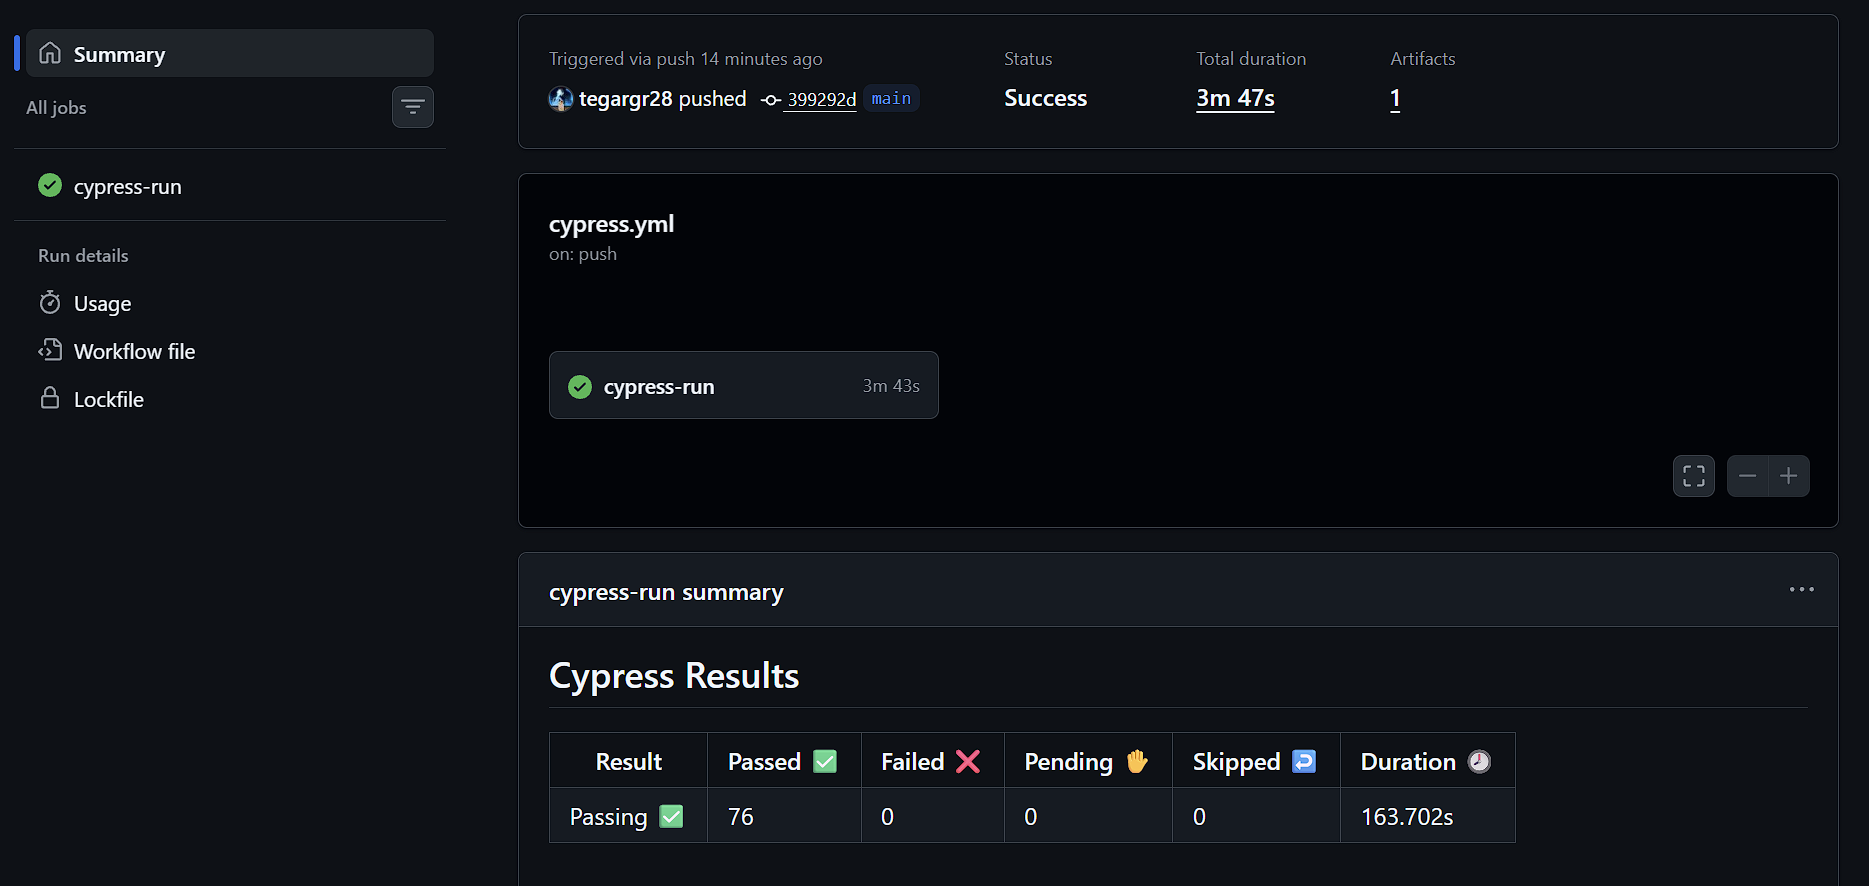 Summary
All jobs
cypress-run
Run details
Usage
Workflow file
Lockfile
Triggered via push 14 minutes ago
tegargr28 pushed 399292d main
Status
Success
Total duration
3m 47s
Artifacts
1
cypress.yml
on: push
cypress-run 3m 43s
cypress-run summary
Cypress Results
Result Passed ✅ Failed ❌ Pending ✋ Skipped ↩️ Duration 🕗
Passing ✅ 76 0 0 0 163.702s